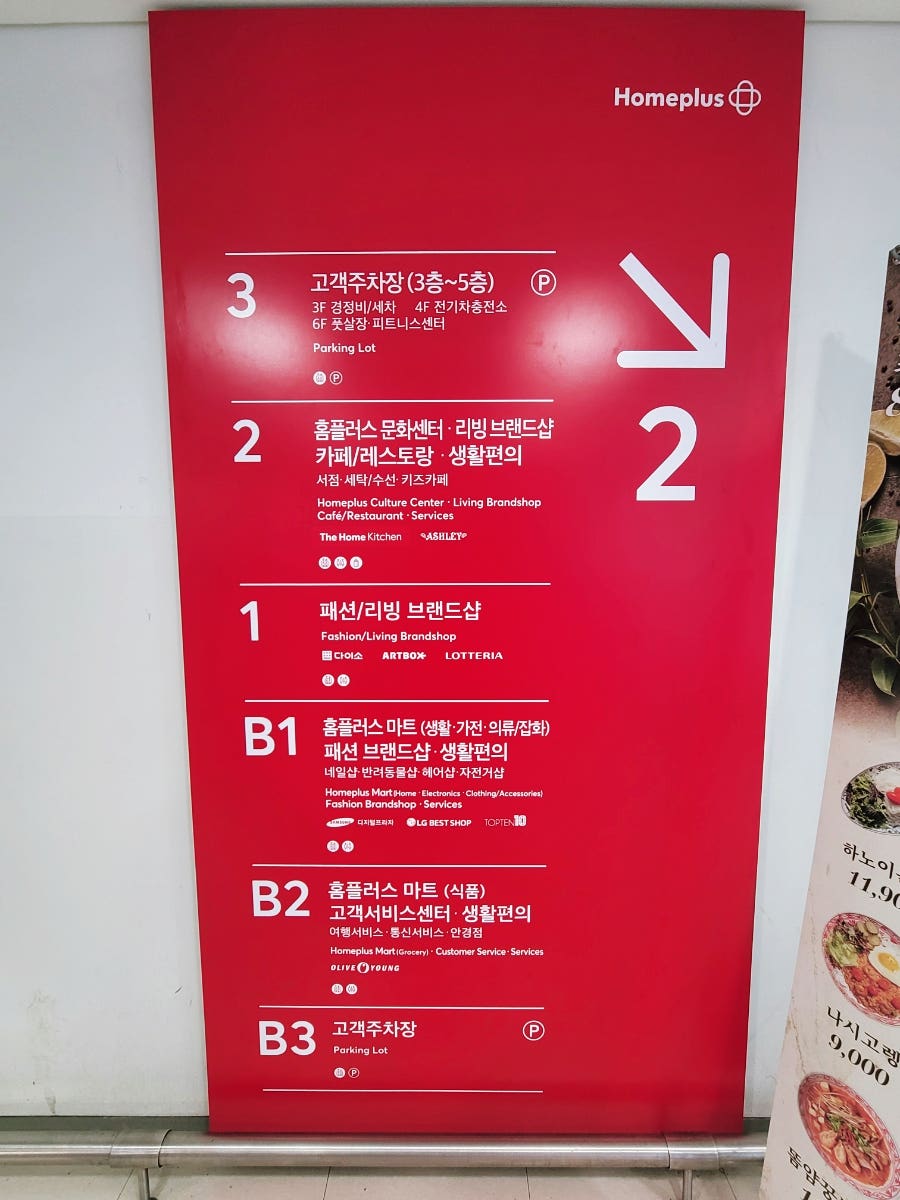 Homeplus
3
고객주차장 (3층~5층)
P
3F 경정비/세차 4F 전기차충전소
6F 풋살장·피트니스센터
Parking Lot
P
2
홈플러스 문화센터 · 리빙 브랜드샵
카페/레스토랑 · 생활편의
서점·세탁/수선·키즈카페
Homeplus Culture Center · Living Brandshop
Café/Restaurant · Services
The Home Kitchen ASHLEY
2
1
패션/리빙 브랜드샵
Fashion/Living Brandshop
다이소 ARTBOX LOTTERIA
B1
홈플러스 마트 (생활·가전·의류/잡화)
패션 브랜드샵 · 생활편의
네일샵·반려동물샵·헤어샵·자전거샵
Homeplus Mart (Home · Electronics · Clothing/Accessories)
Fashion Brandshop · Services
SAMSUNG 디지털프라자 LG BEST SHOP TOPTEN10
B2
홈플러스 마트 (식품)
고객서비스센터 · 생활편의
여행서비스·통신서비스·안경점
Homeplus Mart (Grocery) · Customer Service · Services
OLIVE YOUNG
B3
고객주차장
P
Parking Lot
P
하노이
11,90
나시고렝
9,000
똠얌꿍